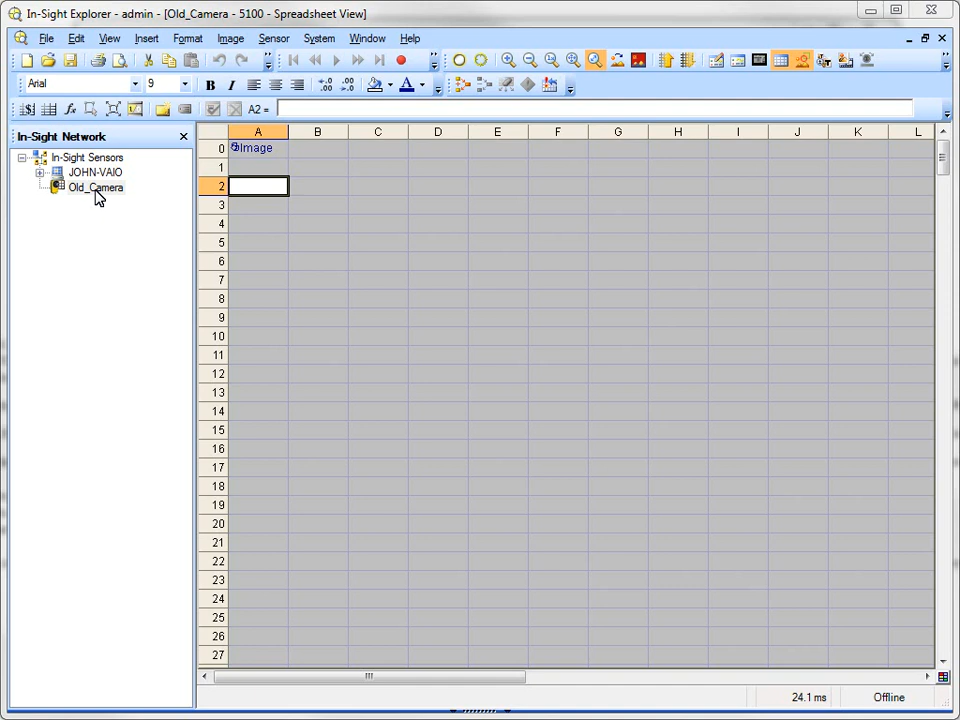 In-Sight Explorer - admin - [Old_Camera - 5100 - Spreadsheet View]
File Edit View Insert Format Image Sensor System Window Help
Arial 9 B I A
A2 =
In-Sight Network
In-Sight Sensors
JOHN-VAIO
Old_Camera
A B C D E F G H I J K L
0 Image
1
2
3
4
5
6
7
8
9
10
11
12
13
14
15
16
17
18
19
20
21
22
23
24
25
26
27
24.1 ms Offline